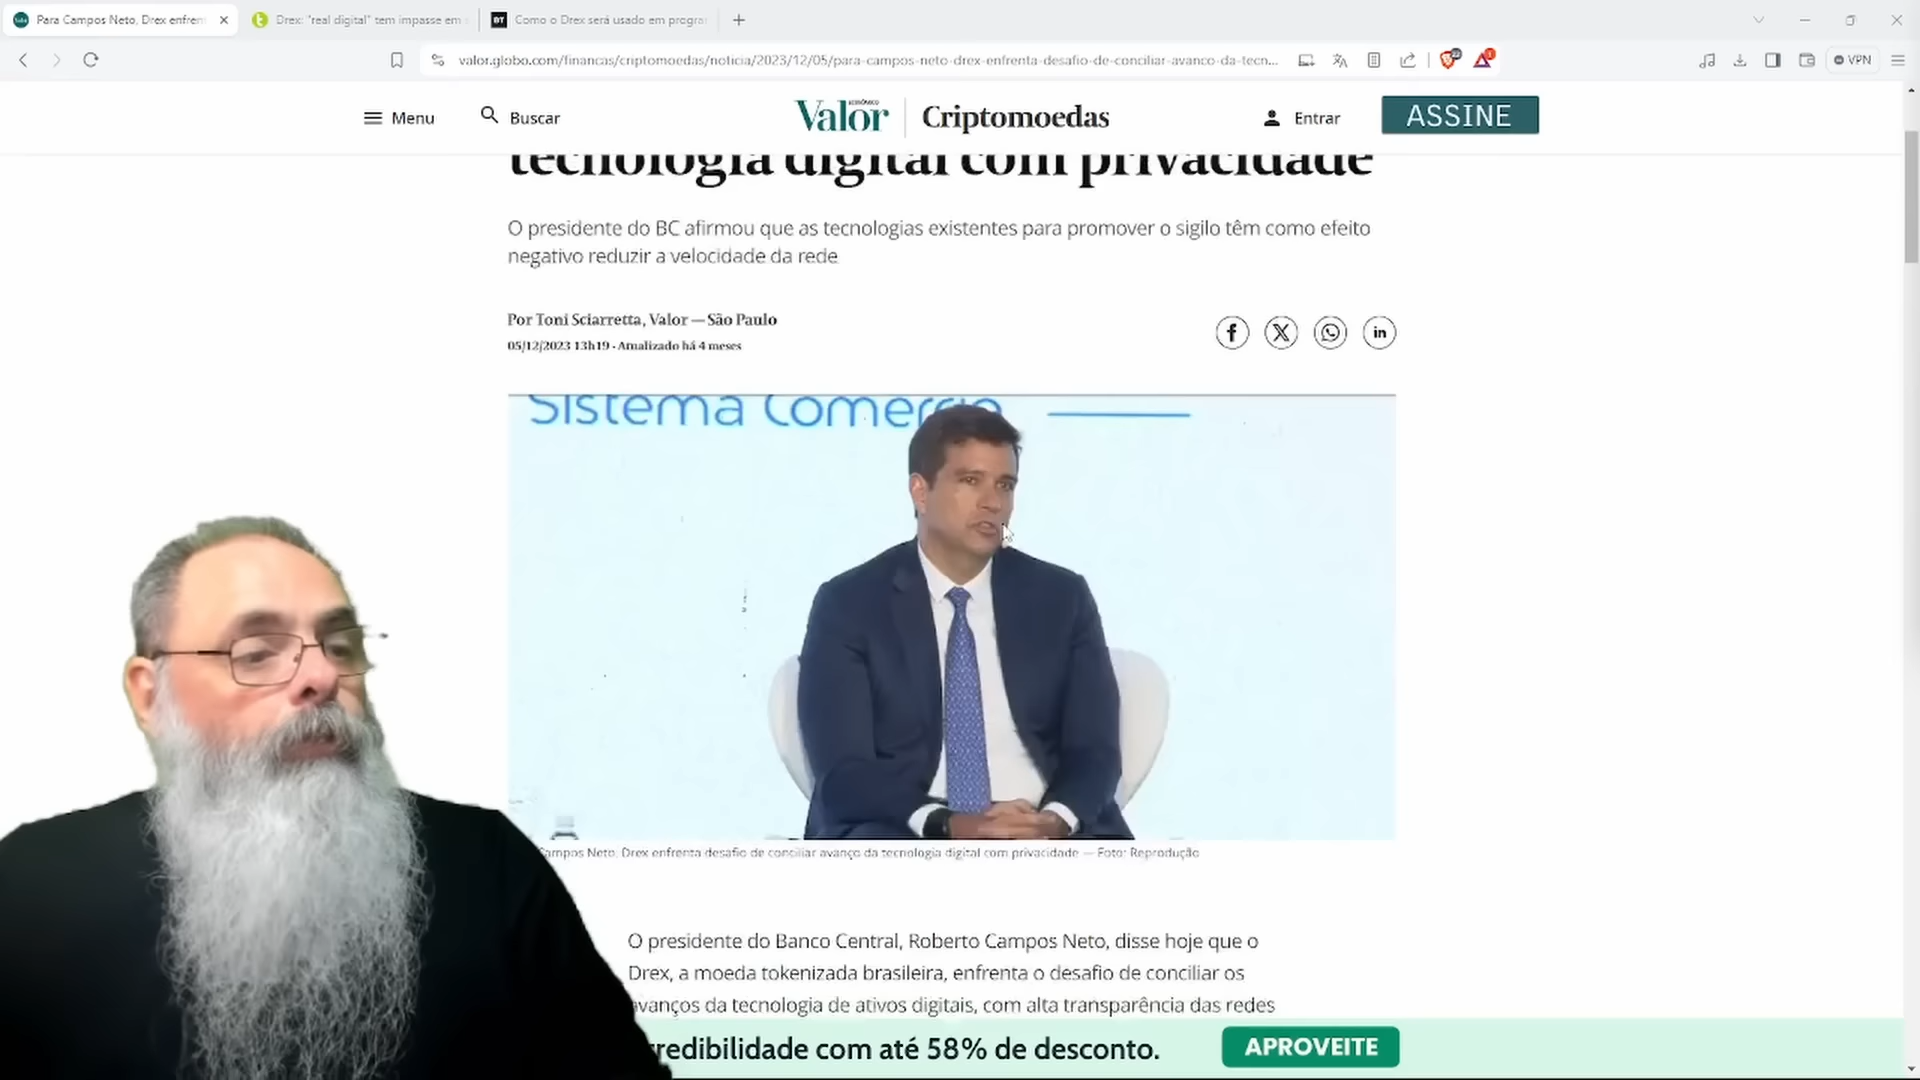 Para Campos Neto, Drex enfren
Drex: "real digital" tem impasse em s
BT Como o Drex será usado em progra
valor.globo.com/financas/criptomoedas/noticia/2023/12/05/para-campos-neto-drex-enfrenta-desafio-de-conciliar-avanco-da-tecn...
VPN
Menu
Buscar
Valor ECONÔMICO
Criptomoedas
Entrar
ASSINE
tecnologia digital com privacidade
O presidente do BC afirmou que as tecnologias existentes para promover o sigilo têm como efeito
negativo reduzir a velocidade da rede
Por Toni Sciarretta, Valor — São Paulo
05/12/2023 13h19 · Atualizado há 4 meses
Sistema Comércio
Campos Neto, Drex enfrenta desafio de conciliar avanço da tecnologia digital com privacidade — Foto: Reprodução
O presidente do Banco Central, Roberto Campos Neto, disse hoje que o
Drex, a moeda tokenizada brasileira, enfrenta o desafio de conciliar os
avanços da tecnologia de ativos digitais, com alta transparência das redes
credibilidade com até 58% de desconto.
APROVEITE